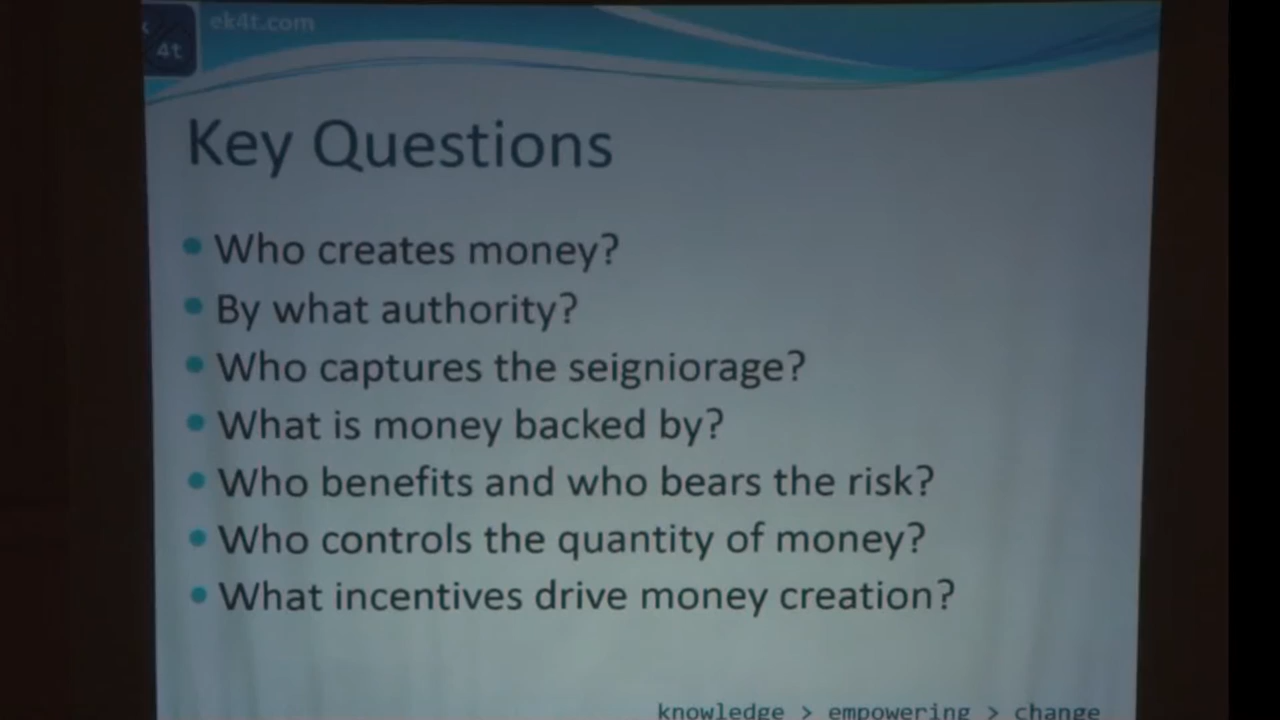 ek4t.com
4t
Key Questions
Who creates money?
By what authority?
Who captures the seigniorage?
What is money backed by?
Who benefits and who bears the risk?
Who controls the quantity of money?
What incentives drive money creation?
knowledge > empowering > change